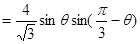 = 4/√3 sin θ sin(π/3 − θ)